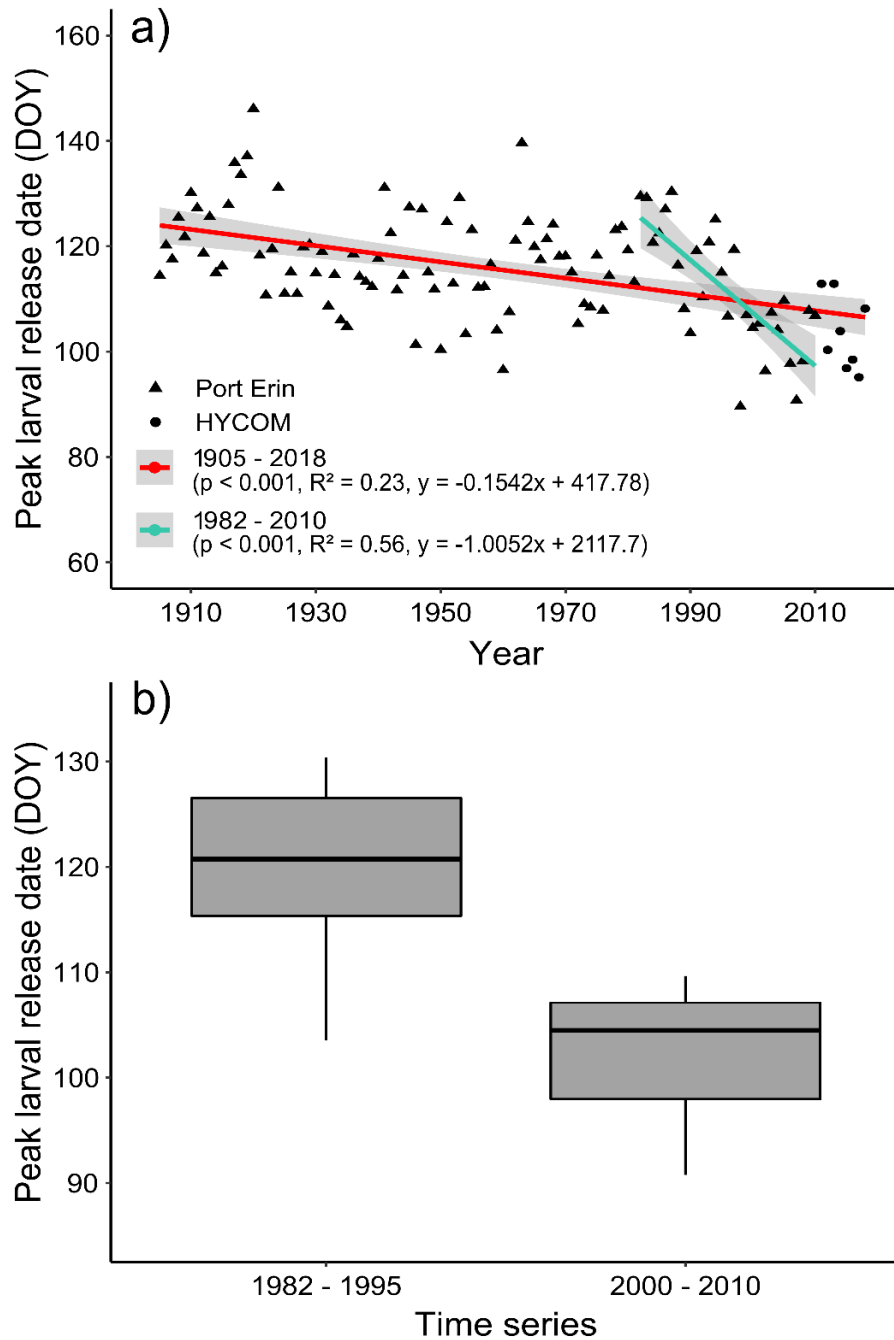 a)
160
140
120
100
80
60
Peak larval release date (DOY)
Port Erin
HYCOM
1905 - 2018
(p < 0.001, R² = 0.23, y = -0.1542x + 417.78)
1982 - 2010
(p < 0.001, R² = 0.56, y = -1.0052x + 2117.7)
1910 1930 1950 1970 1990 2010
Year
b)
130
120
110
100
90
Peak larval release date (DOY)
1982 - 1995 2000 - 2010
Time series